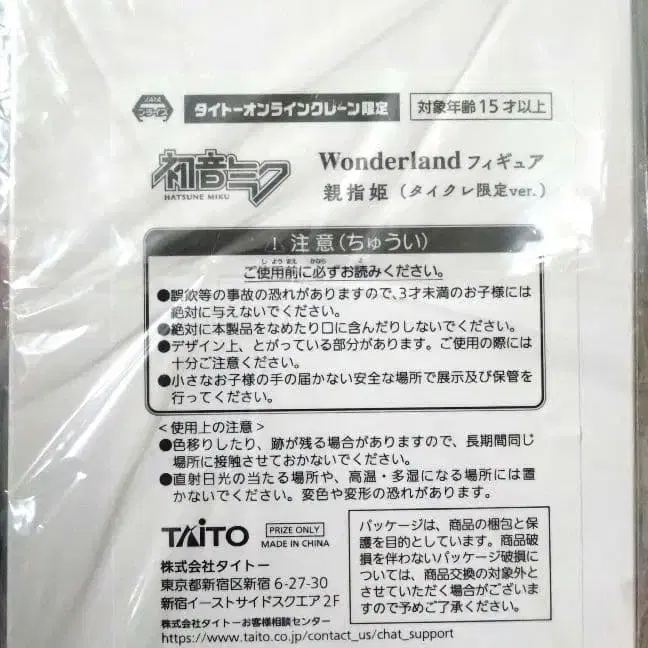 JAIA
プライズ
タイトーオンラインクレーン限定
対象年齢15才以上
初音ミク
HATSUNE MIKU
Wonderland フィギュア
親指姫（タイクレ限定ver.）
！注意（ちゅうい）
しようまえ かなら よ
ご使用前に必ずお読みください。
●誤飲等の事故の恐れがありますので、3才未満のお子様には
絶対に与えないでください。
●絶対に本製品をなめたり口に含んだりしないでください。
●デザイン上、とがっている部分があります。ご使用の際には
十分ご注意ください。
●小さなお子様の手の届かない安全な場所で展示及び保管を
行ってください。
＜使用上の注意＞
●色移りしたり、跡が残る場合がありますので、長期間同じ
場所に接触させておかないでください。
●直射日光の当たる場所や、高温・多湿になる場所には置
かないでください。変色や変形の恐れがあります。
TAITO
PRIZE ONLY
MADE IN CHINA
株式会社タイトー
東京都新宿区新宿 6-27-30
新宿イーストサイドスクエア 2F
株式会社タイトーお客様相談センター
https://www.taito.co.jp/contact_us/chat_support
パッケージは、商品の梱包と保
護を目的としています。商品破
損を伴わないパッケージ破損に
については、商品交換の対象外と
させていただく場合がございま
すので予めご了承ください。